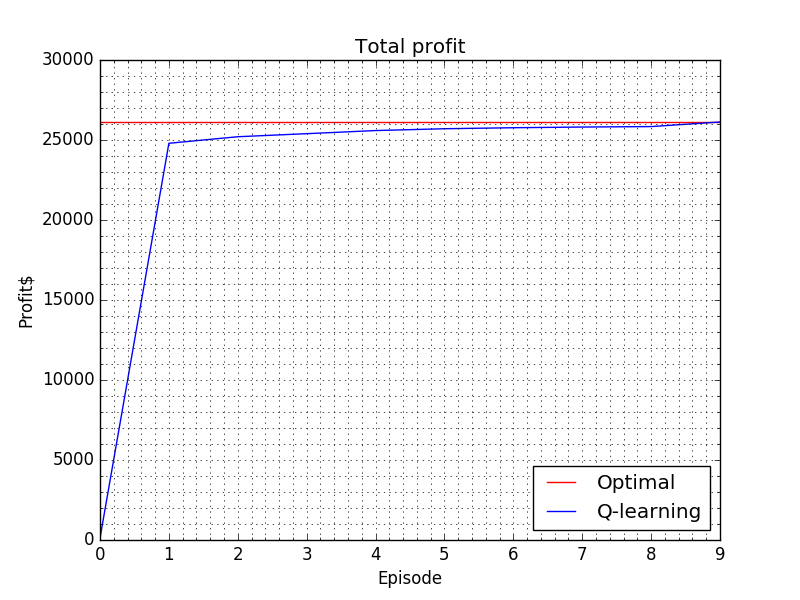 Total profit
30000
25000
20000
15000
10000
5000
0
Profit$
0 1 2 3 4 5 6 7 8 9
Episode
Optimal
Q-learning